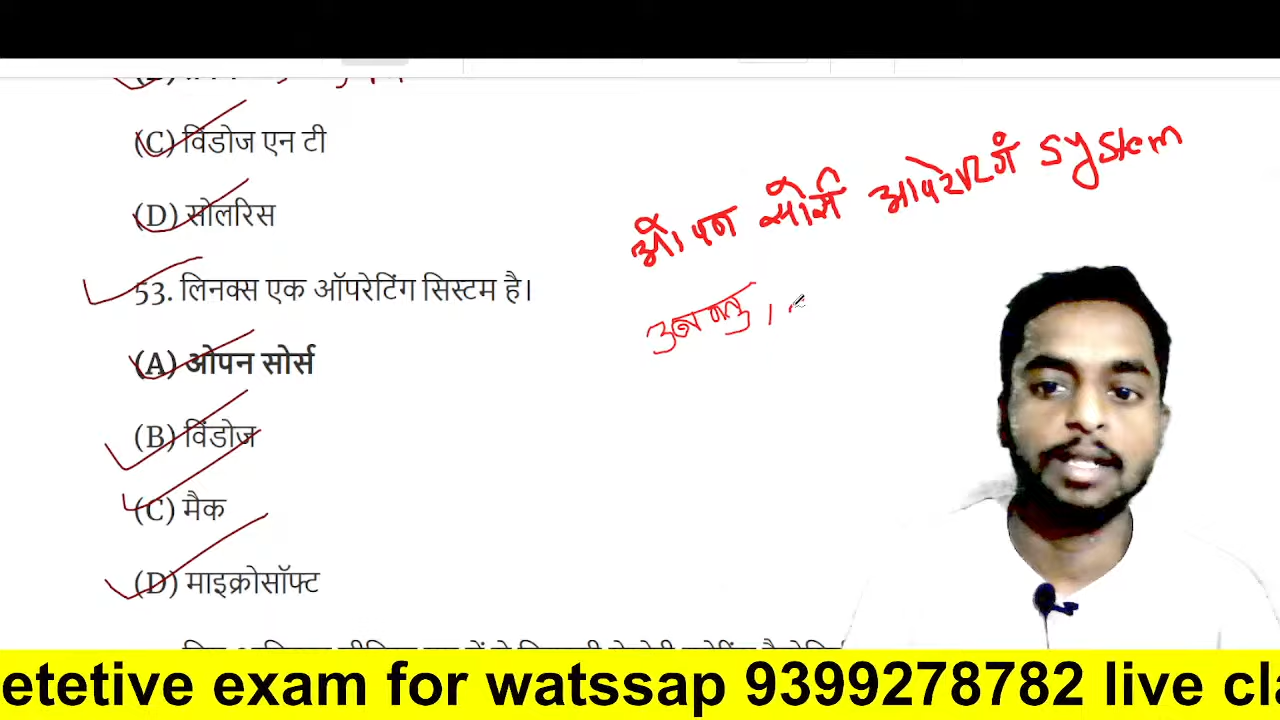 (C) विंडोज एन टी
(D) सोलरिस
53. लिनक्स एक ऑपरेटिंग सिस्टम है।
(A) ओपन सोर्स
(B) विंडोज
(C) मैक
(D) माइक्रोसॉफ्ट
ओपन सोर्स आपरेटिगं system
etetive exam for watssap 9399278782 live cla